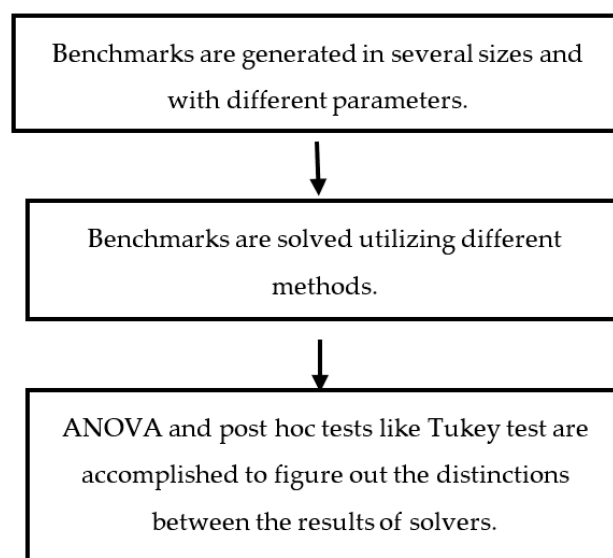 Benchmarks are generated in several sizes and
with different parameters.
Benchmarks are solved utilizing different
methods.
ANOVA and post hoc tests like Tukey test are
accomplished to figure out the distinctions
between the results of solvers.